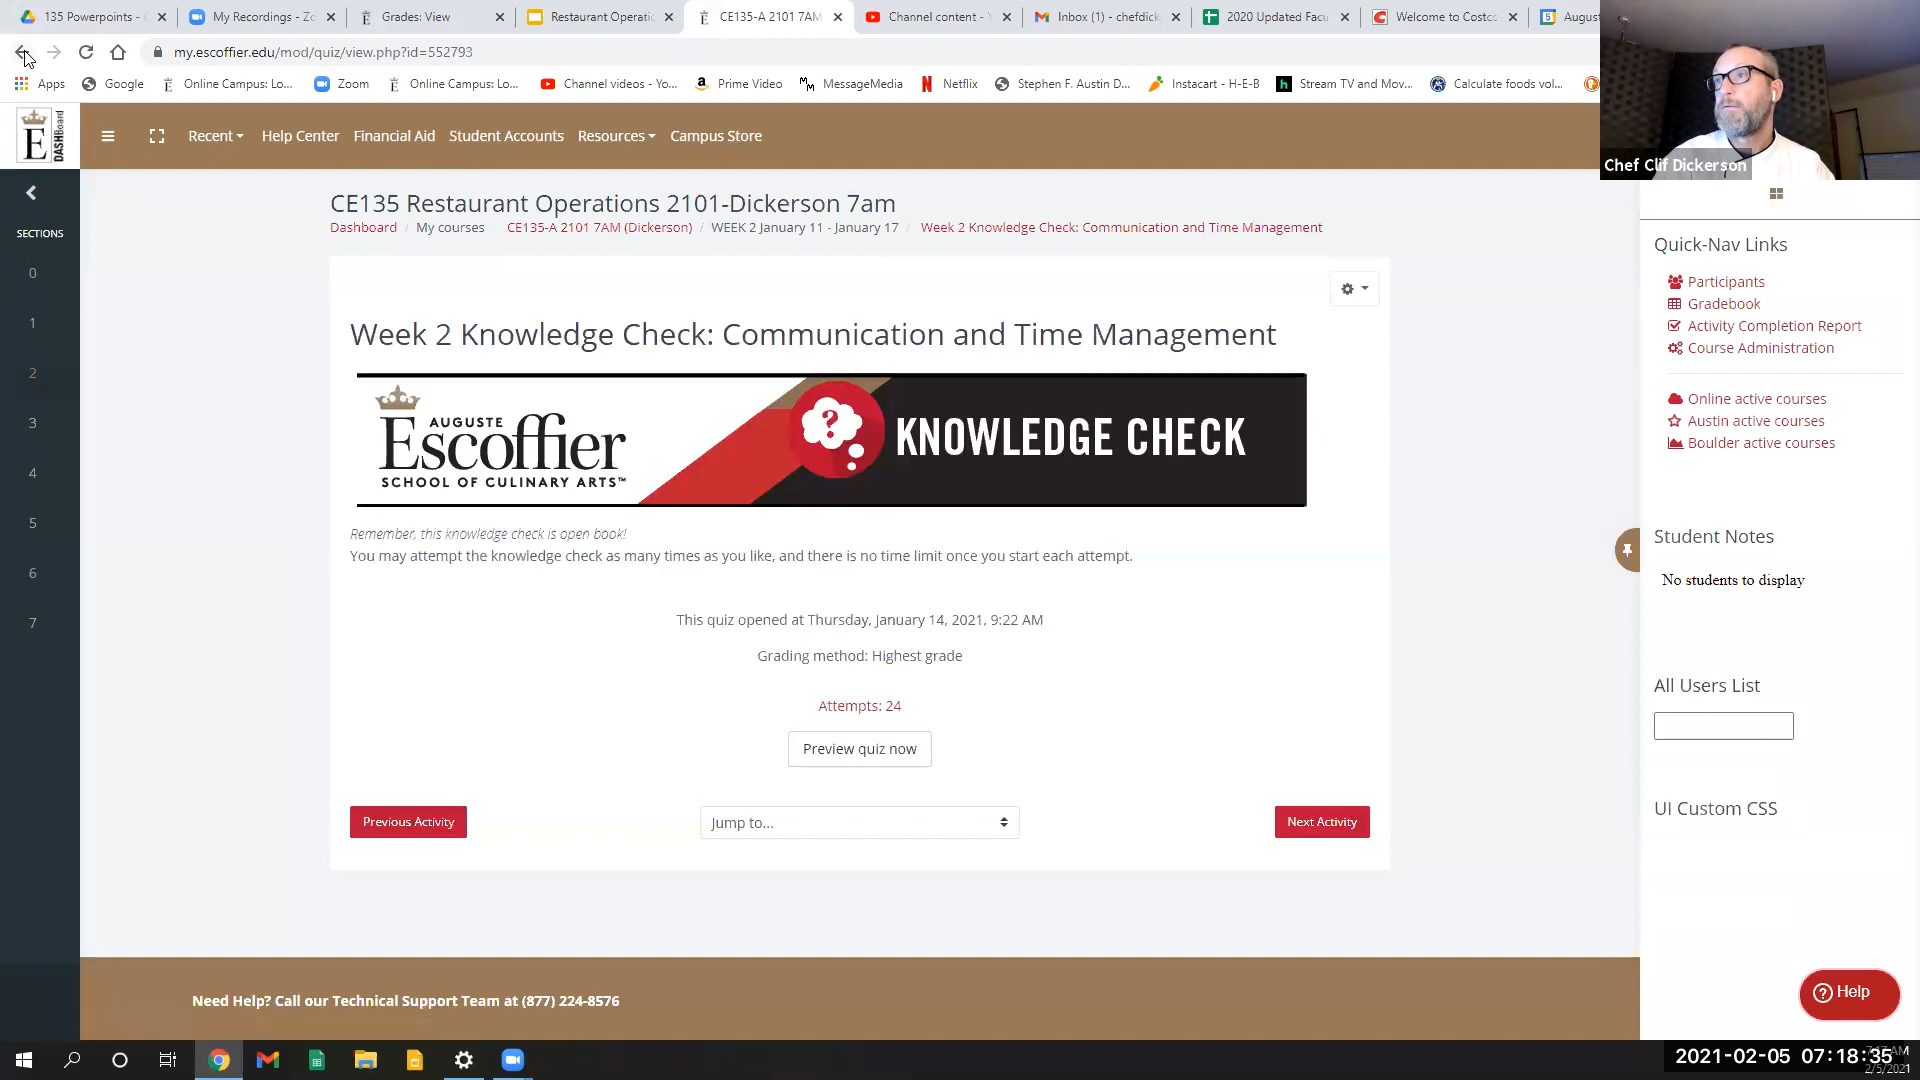 135 Powerpoints -
My Recordings - Zo
Grades: View
Restaurant Operati
CE135-A 2101 7AM
Channel content -
Inbox (1) - chefdick
2020 Updated Facu
Welcome to Costco
August
my.escoffier.edu/mod/quiz/view.php?id=552793
Apps
Google
Online Campus: Lo...
Zoom
Online Campus: Lo...
Channel videos - Yo...
Prime Video
MessageMedia
Netflix
Stephen F. Austin D...
Instacart - H-E-B
Stream TV and Mov...
Calculate foods vol...
Chef Clif Dickerson
E DASHBoard
Recent
Help Center
Financial Aid
Student Accounts
Resources
Campus Store
SECTIONS
0
1
2
3
4
5
6
7
CE135 Restaurant Operations 2101-Dickerson 7am
Dashboard / My courses CE135-A 2101 7AM (Dickerson) / WEEK 2 January 11 - January 17 / Week 2 Knowledge Check: Communication and Time Management
Week 2 Knowledge Check: Communication and Time Management
AUGUSTE
Escoffier
SCHOOL OF CULINARY ARTS™
?
KNOWLEDGE CHECK
Remember, this knowledge check is open book!
You may attempt the knowledge check as many times as you like, and there is no time limit once you start each attempt.
This quiz opened at Thursday, January 14, 2021, 9:22 AM
Grading method: Highest grade
Attempts: 24
Preview quiz now
Previous Activity
Jump to...
Next Activity
Quick-Nav Links
Participants
Gradebook
Activity Completion Report
Course Administration
Online active courses
Austin active courses
Boulder active courses
Student Notes
No students to display
All Users List
UI Custom CSS
Need Help? Call our Technical Support Team at (877) 224-8576
Help
2021-02-05 07:18:35
2/5/2021